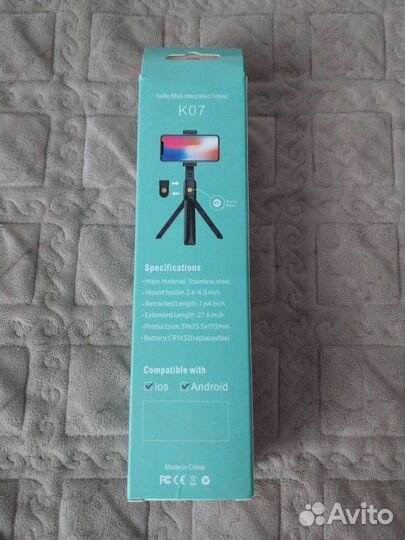 Selfie Stick Integrated Tripod
K07
Specifications
• Main Material: Stainless steel
• Mount holder: 2.6-4.0 inch
• Retracted Length: 7.64 inch
• Extended Length :27.6 inch
• Productsize:39x35.5x193mm
• Battery:CR1632(replaceable)
Compatible with
ios Android
Made in China
FC CE
Avito